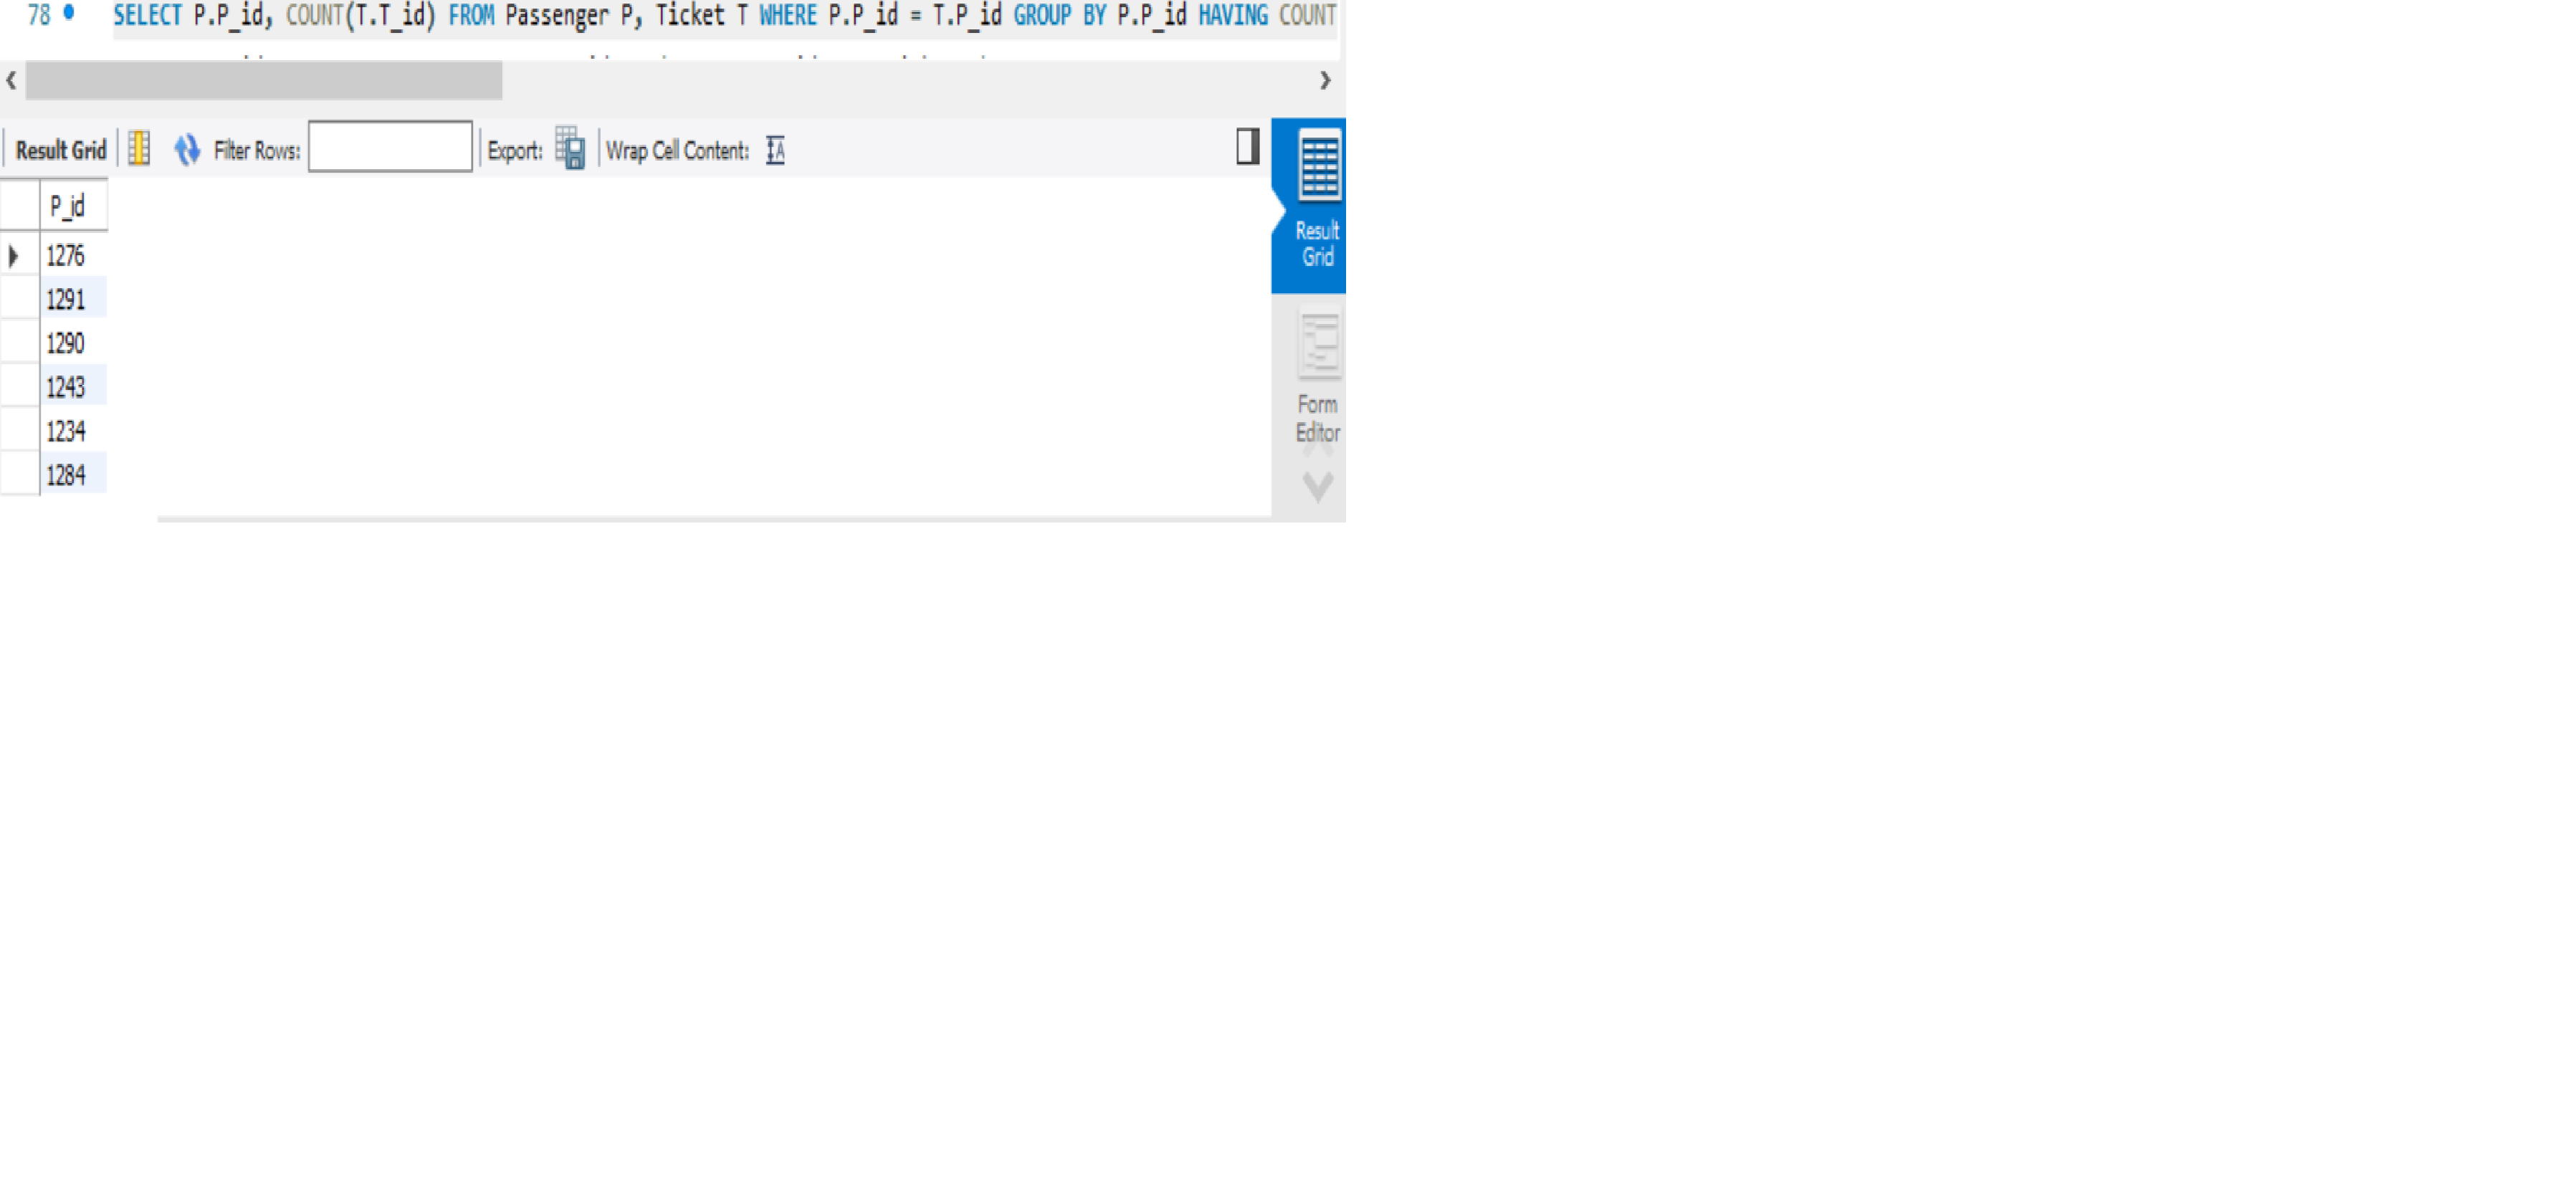 78 SELECT P.P_id, COUNT(T.T_id) FROM Passenger P, Ticket T WHERE P.P_id = T.P_id GROUP BY P.P_id HAVING COUNT
Result Grid Filter Rows: Export: Wrap Cell Content:
P_id
1276
1291
1290
1243
1234
1284
Result
Grid
Form
Editor